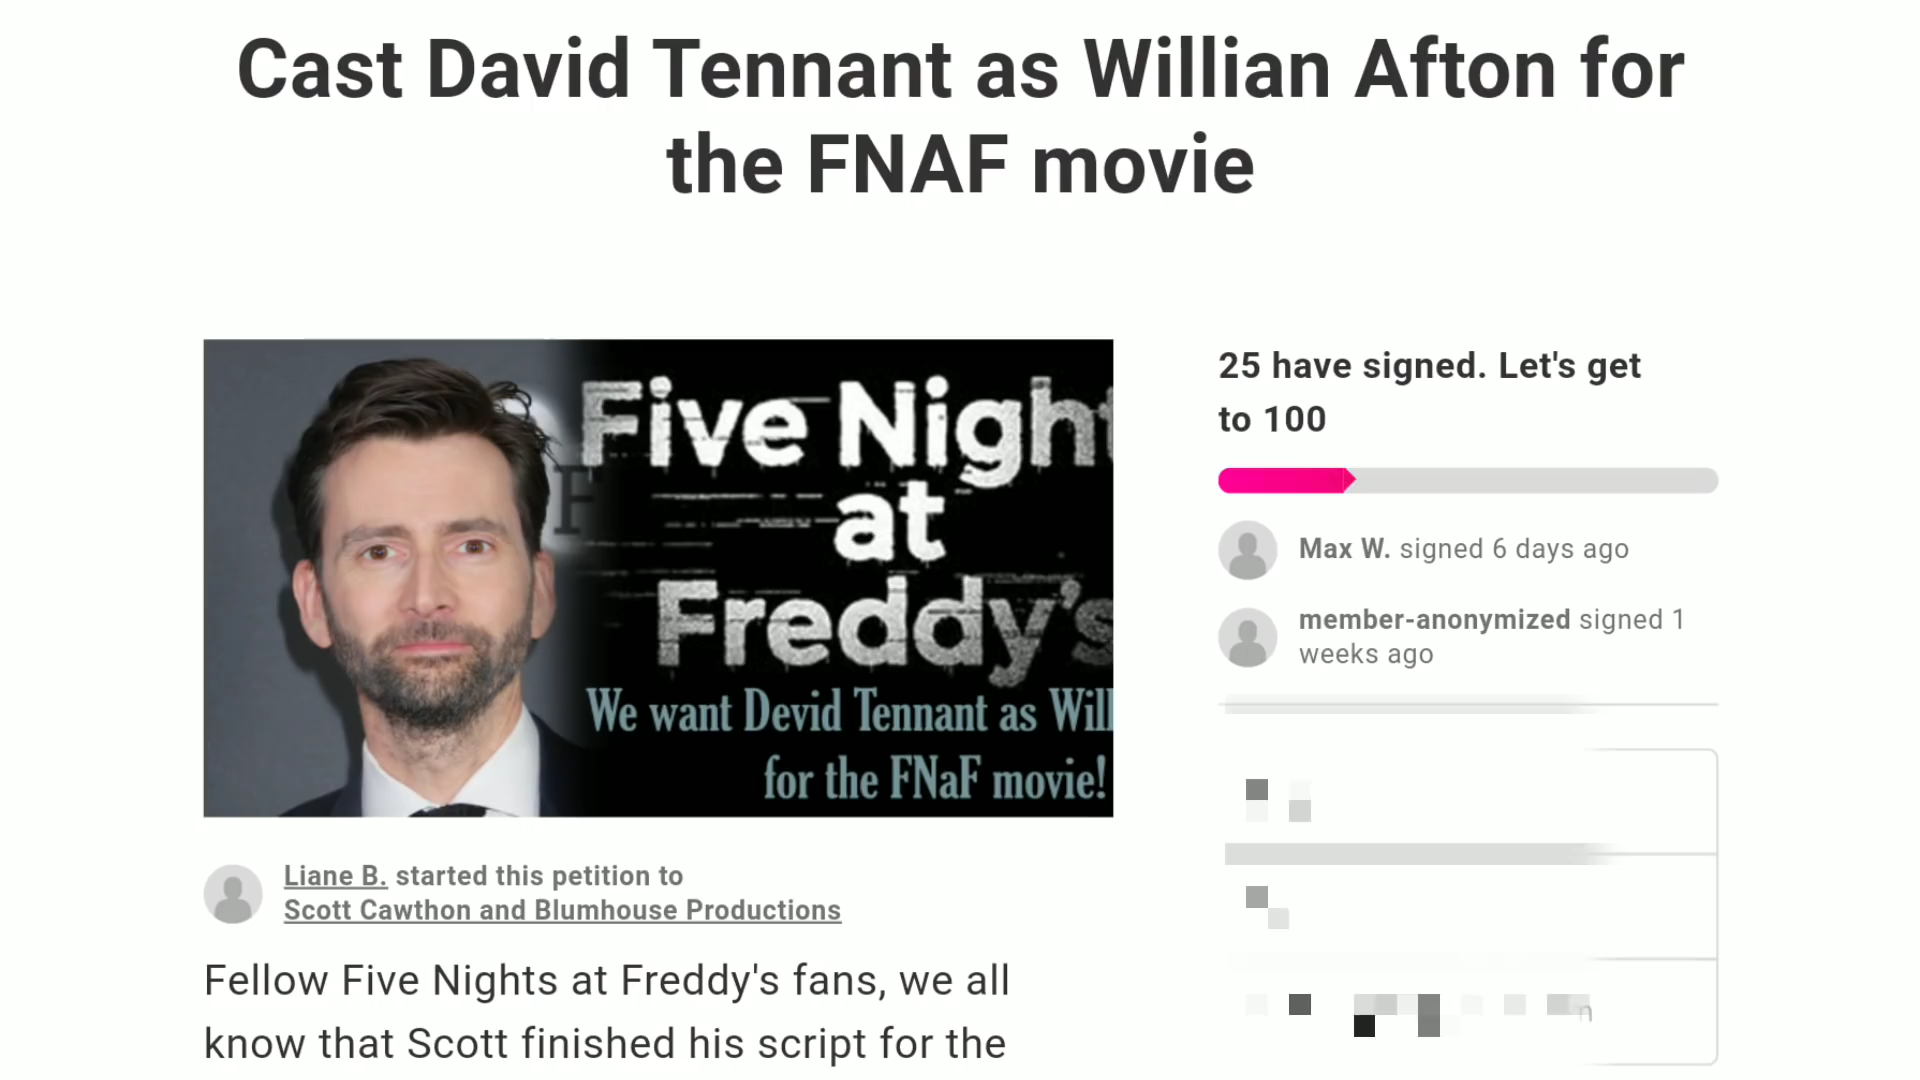 Cast David Tennant as Willian Afton for
the FNAF movie
Five Night
at
Freddy's
We want Devid Tennant as Will
for the FNaF movie!
25 have signed. Let's get
to 100
Max W. signed 6 days ago
member-anonymized signed 1
weeks ago
Liane B. started this petition to
Scott Cawthon and Blumhouse Productions
Fellow Five Nights at Freddy's fans, we all
know that Scott finished his script for the